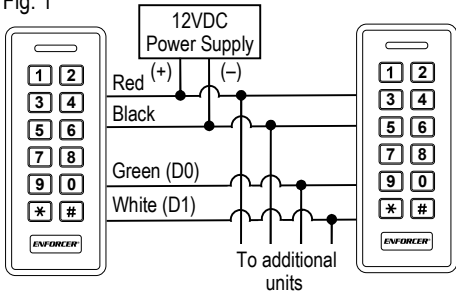 Fig. 1
12VDC
Power Supply
(+) (–)
Red
Black
Green (D0)
White (D1)
To additional
units
1 2
3 4
5 6
7 8
9 0
* #
ENFORCER
1 2
3 4
5 6
7 8
9 0
* #
ENFORCER